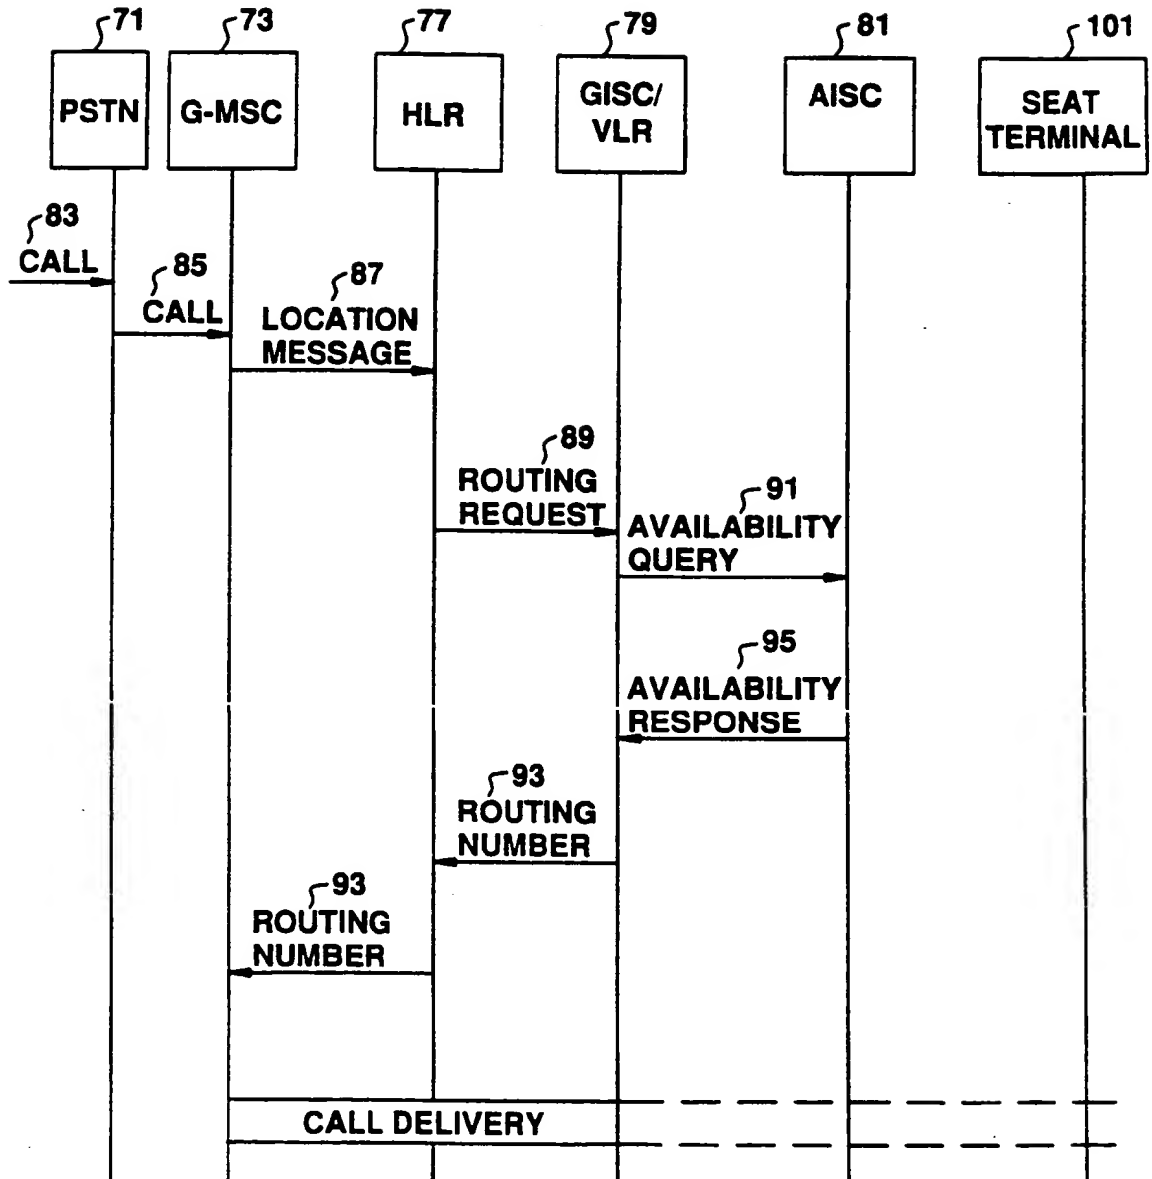 71
73
77
79
81
101
PSTN
G-MSC
HLR
GISC/
VLR
AISC
SEAT
TERMINAL
83
CALL
85
CALL
87
LOCATION
MESSAGE
89
ROUTING
REQUEST
91
AVAILABILITY
QUERY
95
AVAILABILITY
RESPONSE
93
ROUTING
NUMBER
93
ROUTING
NUMBER
CALL DELIVERY